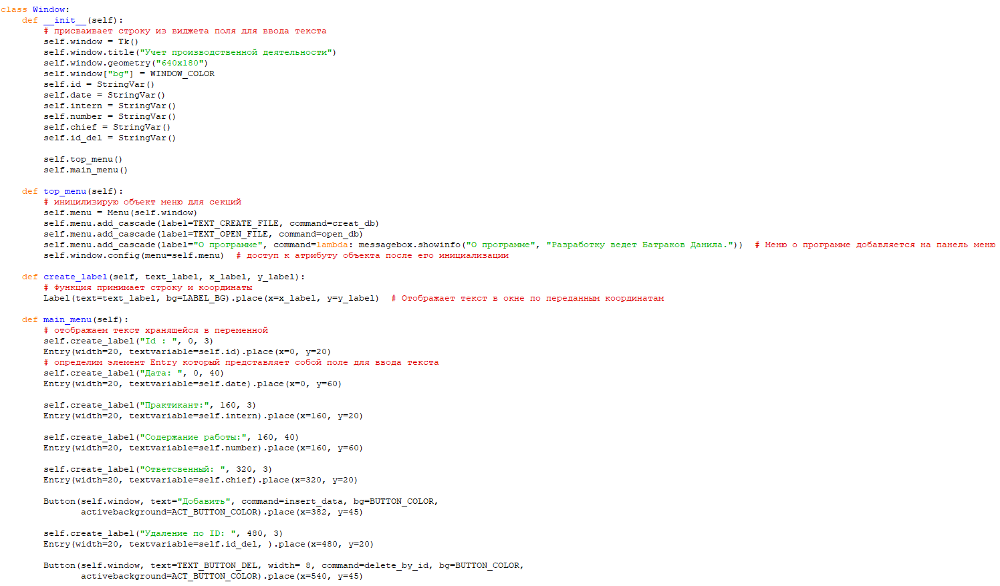 class Window:
    def __init__(self):
        # присваивает строку из виджета поля для ввода текста
        self.window = Tk()
        self.window.title("Учет производственной деятельности")
        self.window.geometry("640x180")
        self.window["bg"] = WINDOW_COLOR
        self.id = StringVar()
        self.date = StringVar()
        self.intern = StringVar()
        self.number = StringVar()
        self.chief = StringVar()
        self.id_del = StringVar()

        self.top_menu()
        self.main_menu()

    def top_menu(self):
        # иницилизирую объект меню для секций
        self.menu = Menu(self.window)
        self.menu.add_cascade(label=TEXT_CREATE_FILE, command=creat_db)
        self.menu.add_cascade(label=TEXT_OPEN_FILE, command=open_db)
        self.menu.add_cascade(label="О программе", command=lambda: messagebox.showinfo("О программе", "Разработку ведет Батраков Данила."))  # Меню о программе добавляется на панель меню
        self.window.config(menu=self.menu)  # доступ к атрибуту объекта после его инициализации

    def create_label(self, text_label, x_label, y_label):
        # Функция принимает строку и координаты
        Label(text=text_label, bg=LABEL_BG).place(x=x_label, y=y_label)  # Отображает текст в окне по переданным координатам

    def main_menu(self):
        # отображаем текст хранящейся в переменной
        self.create_label("Id : ", 0, 3)
        Entry(width=20, textvariable=self.id).place(x=0, y=20)
        # определим элемент Entry который представляет собой поле для ввода текста
        self.create_label("Дата: ", 0, 40)
        Entry(width=20, textvariable=self.date).place(x=0, y=60)

        self.create_label("Практикант:", 160, 3)
        Entry(width=20, textvariable=self.intern).place(x=160, y=20)

        self.create_label("Содержание работы:", 160, 40)
        Entry(width=20, textvariable=self.number).place(x=160, y=60)

        self.create_label("Ответсвенный: ", 320, 3)
        Entry(width=20, textvariable=self.chief).place(x=320, y=20)

        Button(self.window, text="Добавить", command=insert_data, bg=BUTTON_COLOR,
               activebackground=ACT_BUTTON_COLOR).place(x=382, y=45)

        self.create_label("Удаление по ID: ", 480, 3)
        Entry(width=20, textvariable=self.id_del, ).place(x=480, y=20)

        Button(self.window, text=TEXT_BUTTON_DEL, width= 8, command=delete_by_id, bg=BUTTON_COLOR,
               activebackground=ACT_BUTTON_COLOR).place(x=540, y=45)